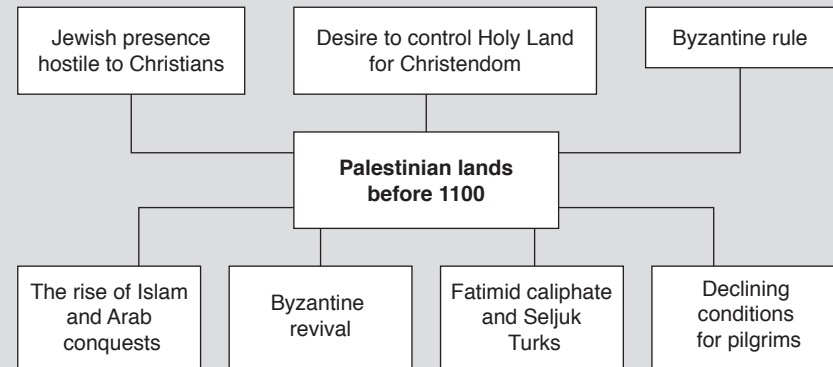 Jewish presence
hostile to Christians
Desire to control Holy Land
for Christendom
Byzantine rule
Palestinian lands
before 1100
The rise of Islam
and Arab
conquests
Byzantine
revival
Fatimid caliphate
and Seljuk
Turks
Declining
conditions
for pilgrims